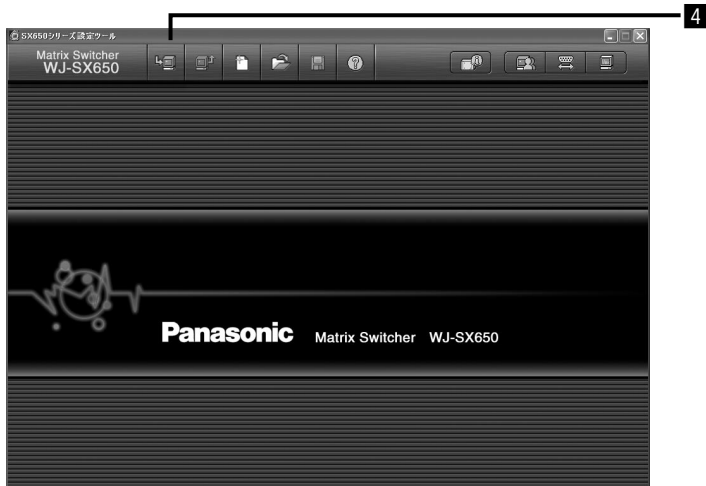 4
SX650シリーズ設定ツール
Matrix Switcher
WJ-SX650
Panasonic Matrix Switcher WJ-SX650